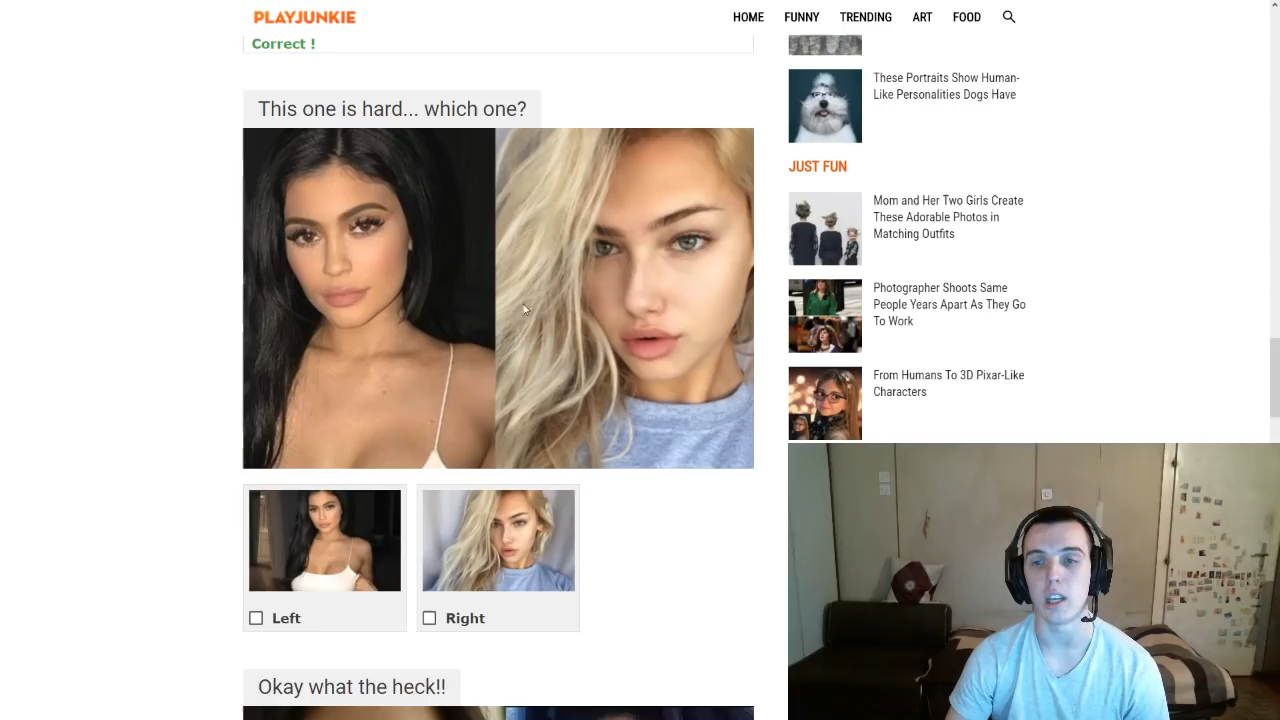 PLAYJUNKIE
HOME FUNNY TRENDING ART FOOD
Correct !
This one is hard... which one?
Left
Right
Okay what the heck!!
These Portraits Show Human-
Like Personalities Dogs Have
JUST FUN
Mom and Her Two Girls Create
These Adorable Photos in
Matching Outfits
Photographer Shoots Same
People Years Apart As They Go
To Work
From Humans To 3D Pixar-Like
Characters